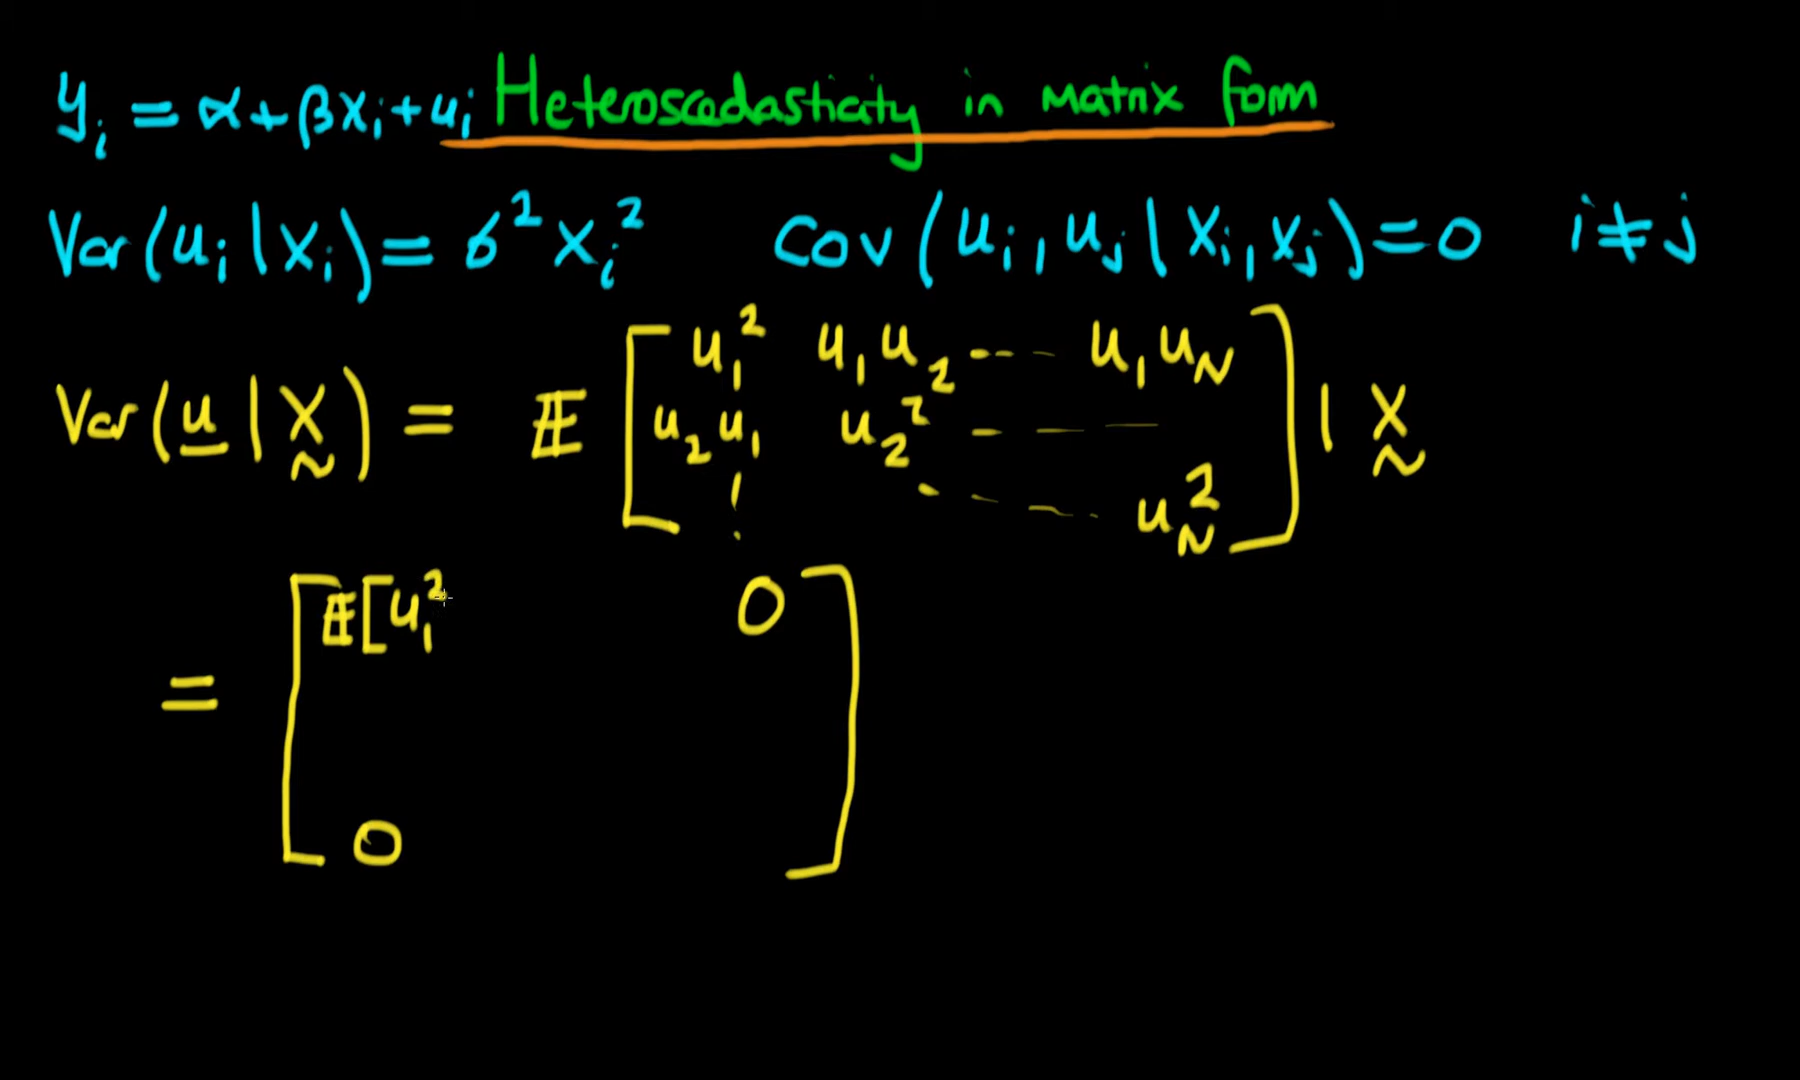 yᵢ = α + βxᵢ + uᵢ Heteroscedasticity in matrix form
Var(uᵢ|xᵢ) = σ²xᵢ² Cov(uᵢ, uⱼ | xᵢ, xⱼ) = 0 i ≠ j
Var(u | X) = E [ u₁² u₁u₂ --- u₁u_N
u₂u₁ u₂² - - - ] | X
u_N²
= [ E[u₁² 0
0 ]